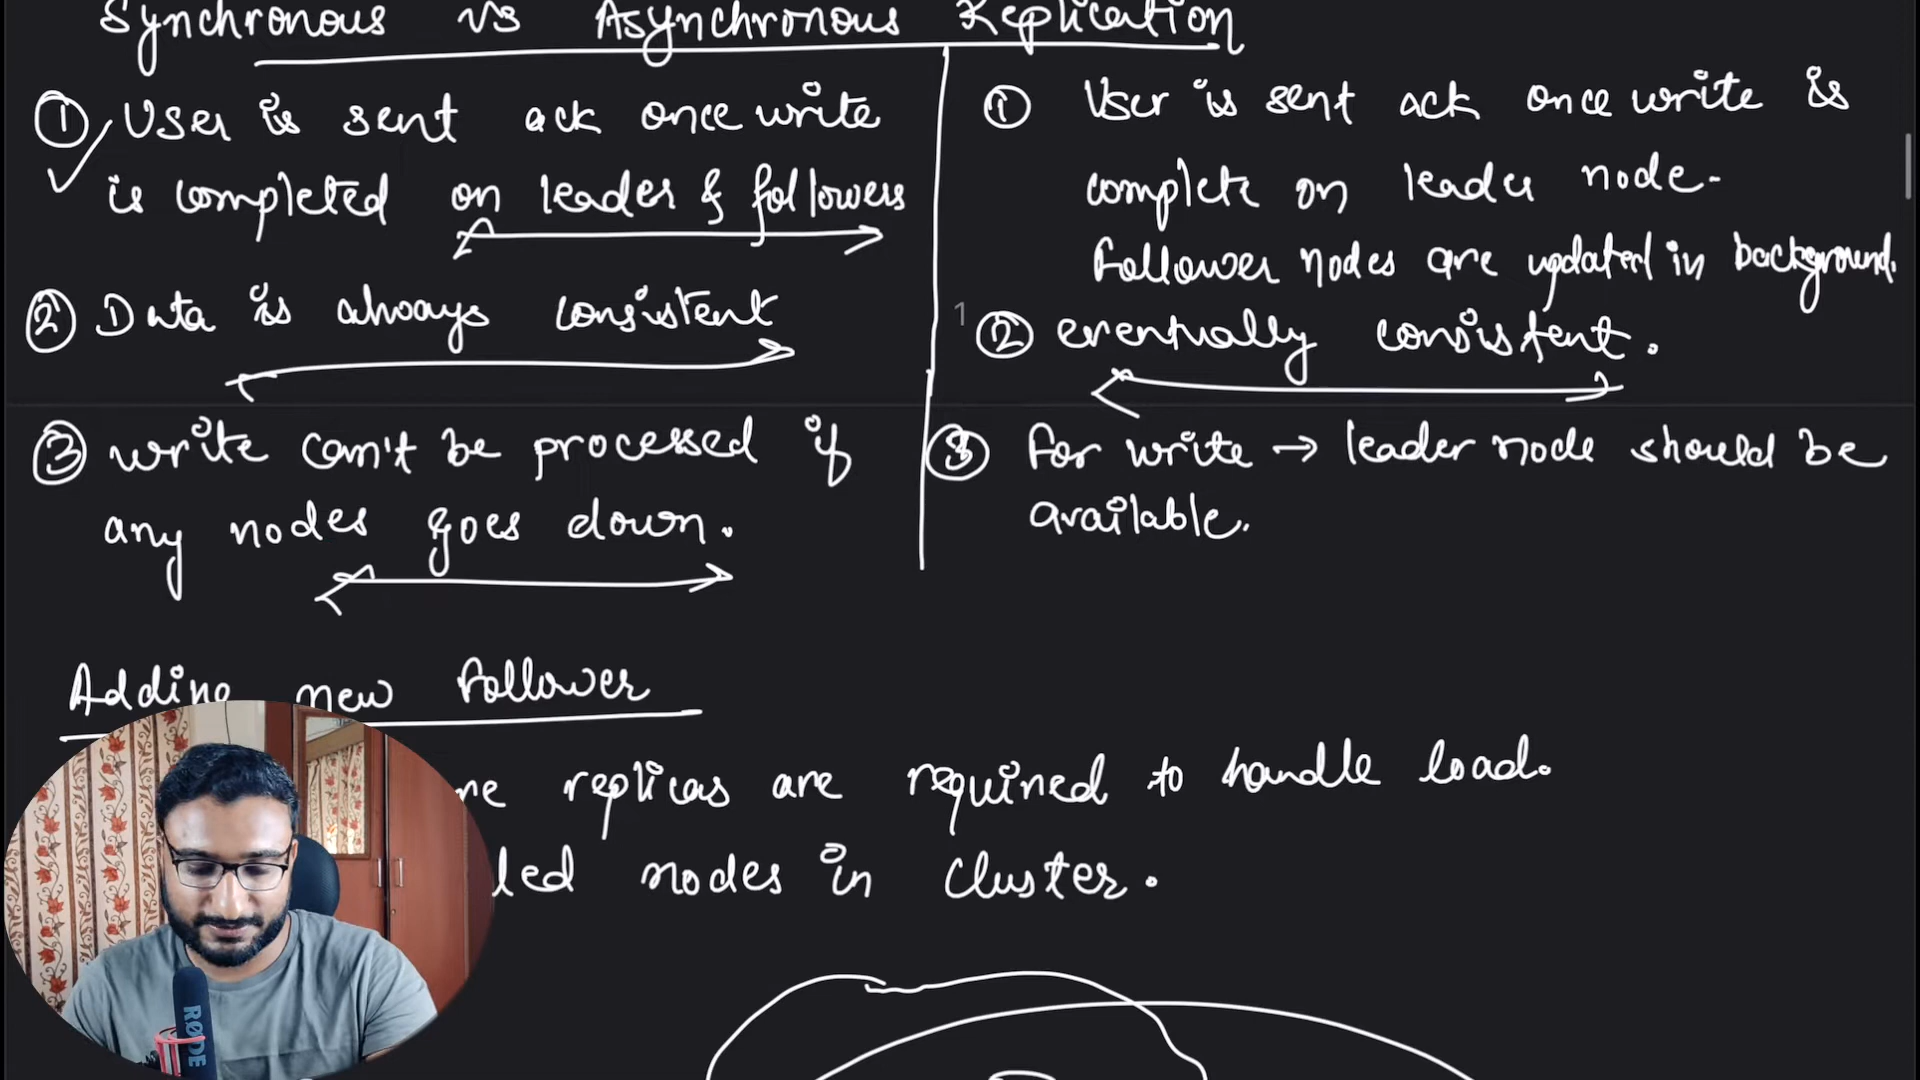 Synchronous vs Asynchronous Replication
① User is sent ack once write
is completed on leader & followers
② Data is always consistent
③ write can't be processed if
any nodes goes down.
① User is sent ack once write is
complete on leader node.
Follower nodes are updated in background.
1
② eventually consistent.
③ For write → leader node should be
available.
Adding new follower
replicas are required to handle load.
nodes in cluster.
RØDE